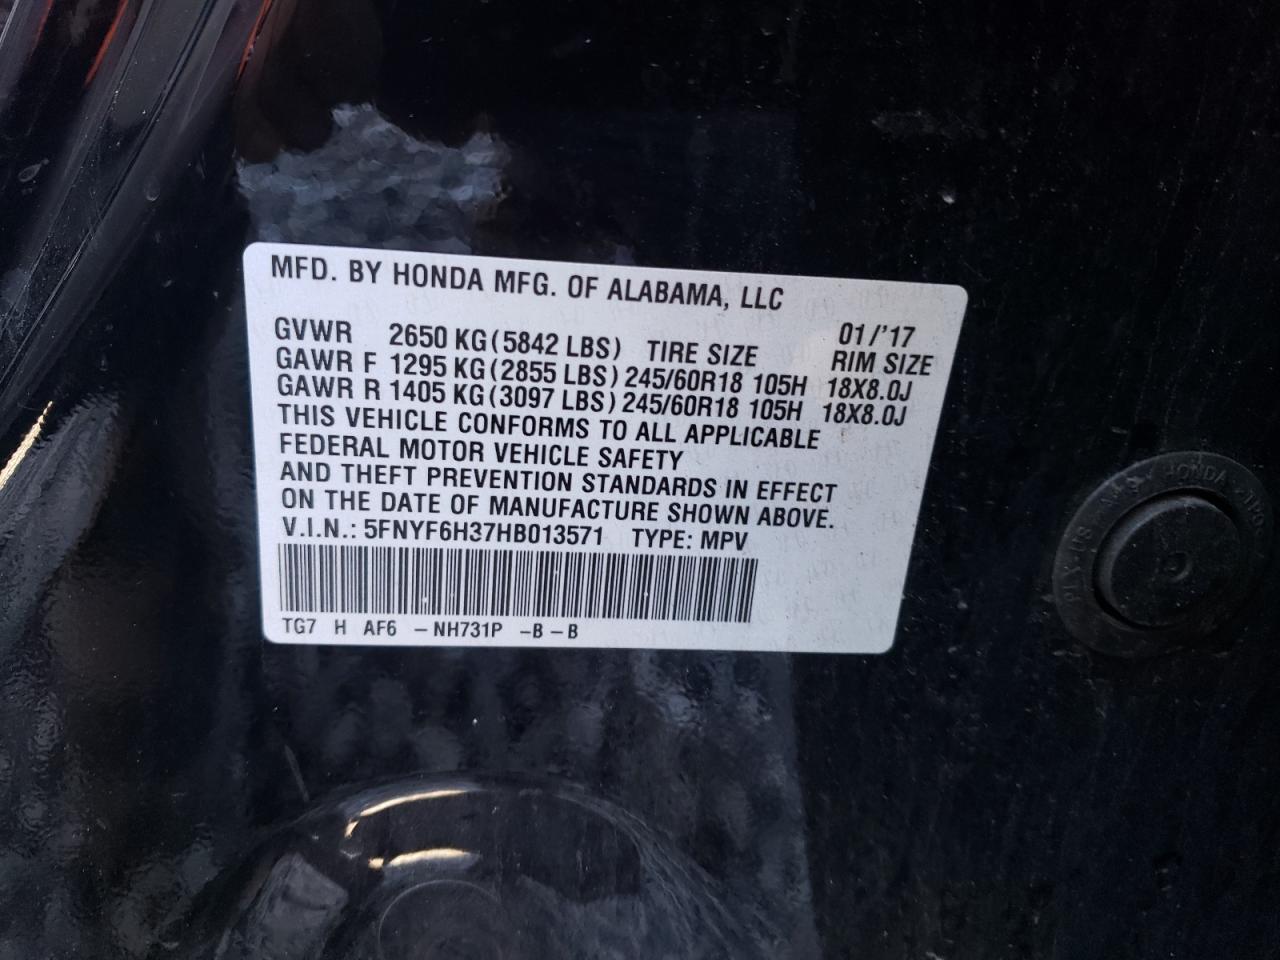 MFD. BY HONDA MFG. OF ALABAMA, LLC
01/'17
GVWR 2650 KG (5842 LBS) TIRE SIZE RIM SIZE
GAWR F 1295 KG (2855 LBS) 245/60R18 105H 18X8.0J
GAWR R 1405 KG (3097 LBS) 245/60R18 105H 18X8.0J
THIS VEHICLE CONFORMS TO ALL APPLICABLE
FEDERAL MOTOR VEHICLE SAFETY
AND THEFT PREVENTION STANDARDS IN EFFECT
ON THE DATE OF MANUFACTURE SHOWN ABOVE.
V.I.N.: 5FNYF6H37HB013571 TYPE: MPV
TG7 H AF6 -NH731P -B-B
HONDA